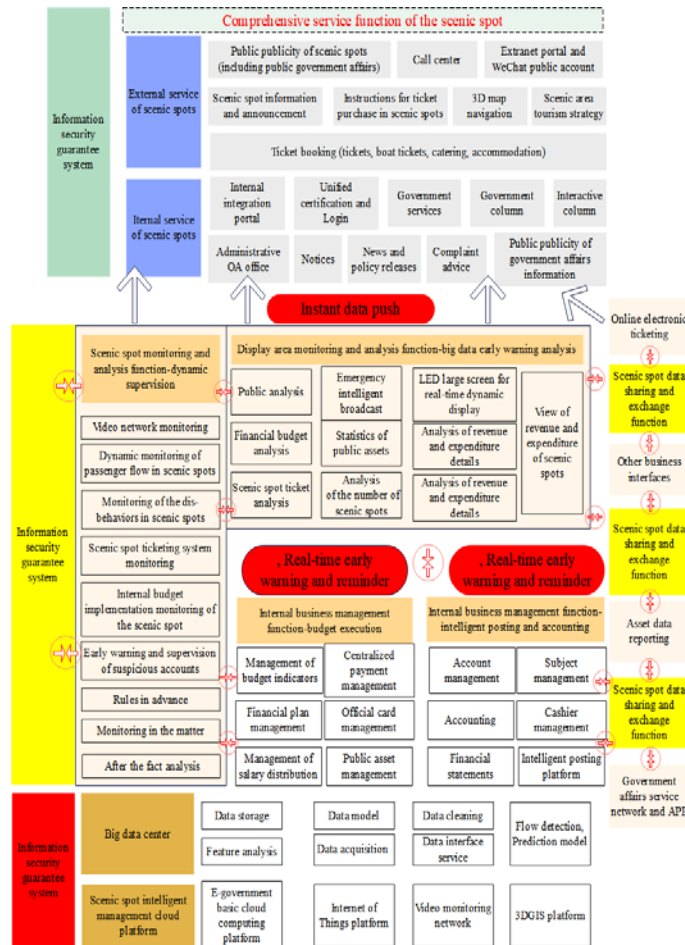 Comprehensive service function of the scenic spot
Information
security
guarantee
system
External service
of scenic spots
Public publicity of scenic spots
(including public government affairs)
Call center
Extranet portal and
WeChat public account
Scenic spot information
and announcement
Instructions for ticket
purchase in scenic spots
3D map
navigation
Scenic area
tourism strategy
Ticket booking (tickets, boat tickets, catering, accommodation)
Iternal service
of scenic spots
Internal
integration
portal
Unified
certification and
Login
Government
services
Government
column
Interactive
column
Administrative
OA office
Notices
News and
policy releases
Complaint
advice
Public publicity of
government affairs
information
Instant data push
Information
security
guarantee
system
Scenic spot monitoring and
analysis function-dynamic
supervision
Video network monitoring
Dynamic monitoring of
passenger flow in scenic spots
Monitoring of the dis-
behaviors in scenic spots
Scenic spot ticketing system
monitoring
Internal budget
implementation monitoring of
the scenic spot
Early warning and supervision
of suspicious accounts
Rules in advance
Monitoring in the matter
After the fact analysis
Display area monitoring and analysis function-big data early warning analysis
Public analysis
Emergency
intelligent
broadcast
LED large screen for
real-time dynamic
display
View of
revenue and
expenditure
of scenic
spots
Financial budget
analysis
Statistics of
public assets
Analysis of revenue
and expenditure
details
Scenic spot ticket
analysis
Analysis
of the number of
scenic spots
Analysis of revenue
and expenditure
details
, Real-time early
warning and reminder
, Real-time early
warning and reminder
Internal business management
function-budget execution
Management of
budget indicators
Centralized
payment
management
Financial plan
management
Official card
management
Management of
salary distribution
Public asset
management
Internal business management function-
intelligent posting and accounting
Account
management
Subject
management
Accounting
Cashier
management
Financial
statements
Intelligent posting
platform
Online electronic
ticketing
Scenic spot data
sharing and
exchange
function
Other business
interfaces
Scenic spot data
sharing and
exchange
function
Asset data
reporting
Scenic spot data
sharing and
exchange
function
Government
affairs service
network and APP
Information
security
guarantee
system
Big data center
Data storage
Data model
Data cleaning
Flow detection,
Prediction model
Feature analysis
Data acquisition
Data interface
service
Scenic spot intelligent
management cloud
platform
E-government
basic cloud
computing
platform
Internet of
Things platform
Video monitoring
network
3DGIS platform